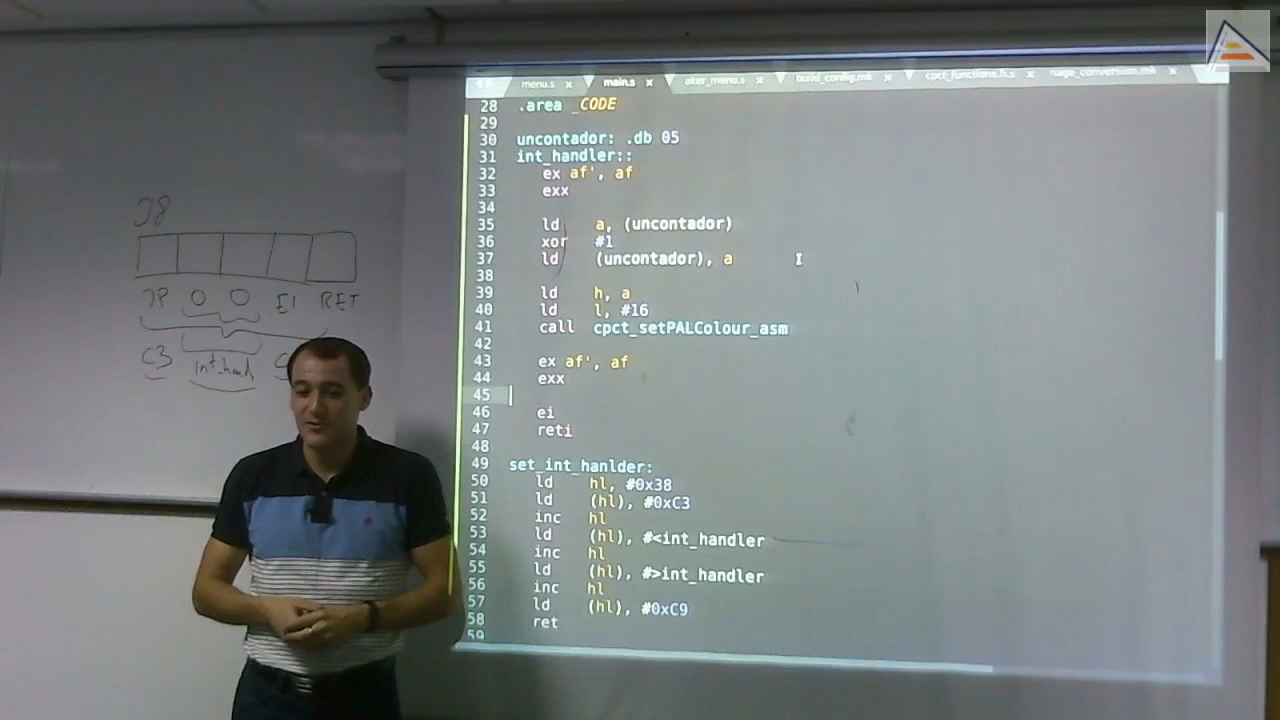 menu.s x main.s x oker_menu.s x build_config.mk x cpct_functions.h.s x mage_conversion.mk x
28 .area _CODE
29
30 uncontador: .db 05
31 int_handler::
32 ex af', af
33 exx
34
35 ld a, (uncontador)
36 xor #1
37 ld (uncontador), a
38
39 ld h, a
40 ld l, #16
41 call cpct_setPALColour_asm
42
43 ex af', af
44 exx
45
46 ei
47 reti
48
49 set_int_hanlder:
50 ld hl, #0x38
51 ld (hl), #0xC3
52 inc hl
53 ld (hl), #<int_handler
54 inc hl
55 ld (hl), #>int_handler
56 inc hl
57 ld (hl), #0xC9
58 ret
59
38
JP 0 0 EI RET
C3 int_hand